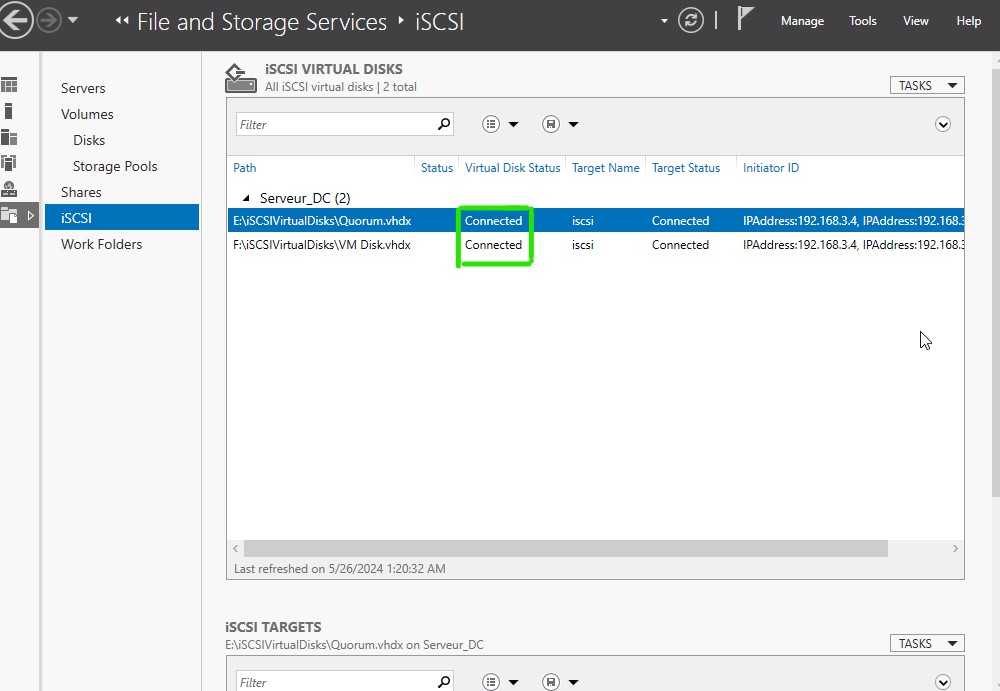 File and Storage Services iSCSI
Manage Tools View Help
Servers
Volumes
Disks
Storage Pools
Shares
iSCSI
Work Folders
iSCSI VIRTUAL DISKS
All iSCSI virtual disks | 2 total
TASKS
Filter
Path Status Virtual Disk Status Target Name Target Status Initiator ID
Serveur_DC (2)
E:\iSCSIVirtualDisks\Quorum.vhdx Connected iscsi Connected IPAddress:192.168.3.4, IPAddress:192.168.3
F:\iSCSIVirtualDisks\VM Disk.vhdx Connected iscsi Connected IPAddress:192.168.3.4, IPAddress:192.168.3
Last refreshed on 5/26/2024 1:20:32 AM
iSCSI TARGETS
E:\iSCSIVirtualDisks\Quorum.vhdx on Serveur_DC
TASKS
Filter